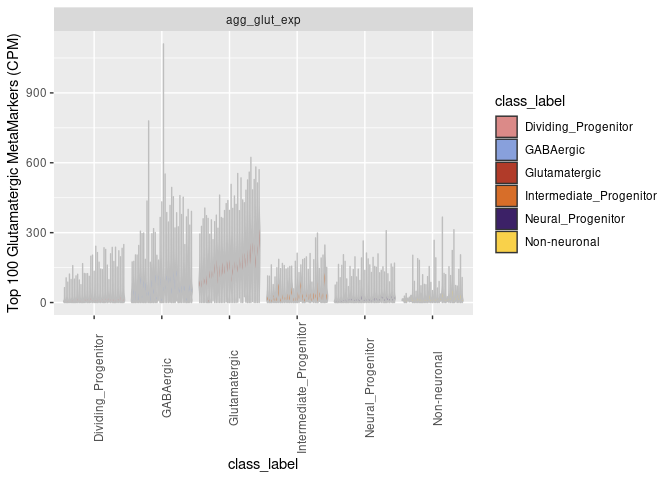 agg_glut_exp
Top 100 Glutamatergic MetaMarkers (CPM)
900
600
300
0
Dividing_Progenitor
GABAergic
Glutamatergic
Intermediate_Progenitor
Neural_Progenitor
Non-neuronal
class_label
class_label
Dividing_Progenitor
GABAergic
Glutamatergic
Intermediate_Progenitor
Neural_Progenitor
Non-neuronal